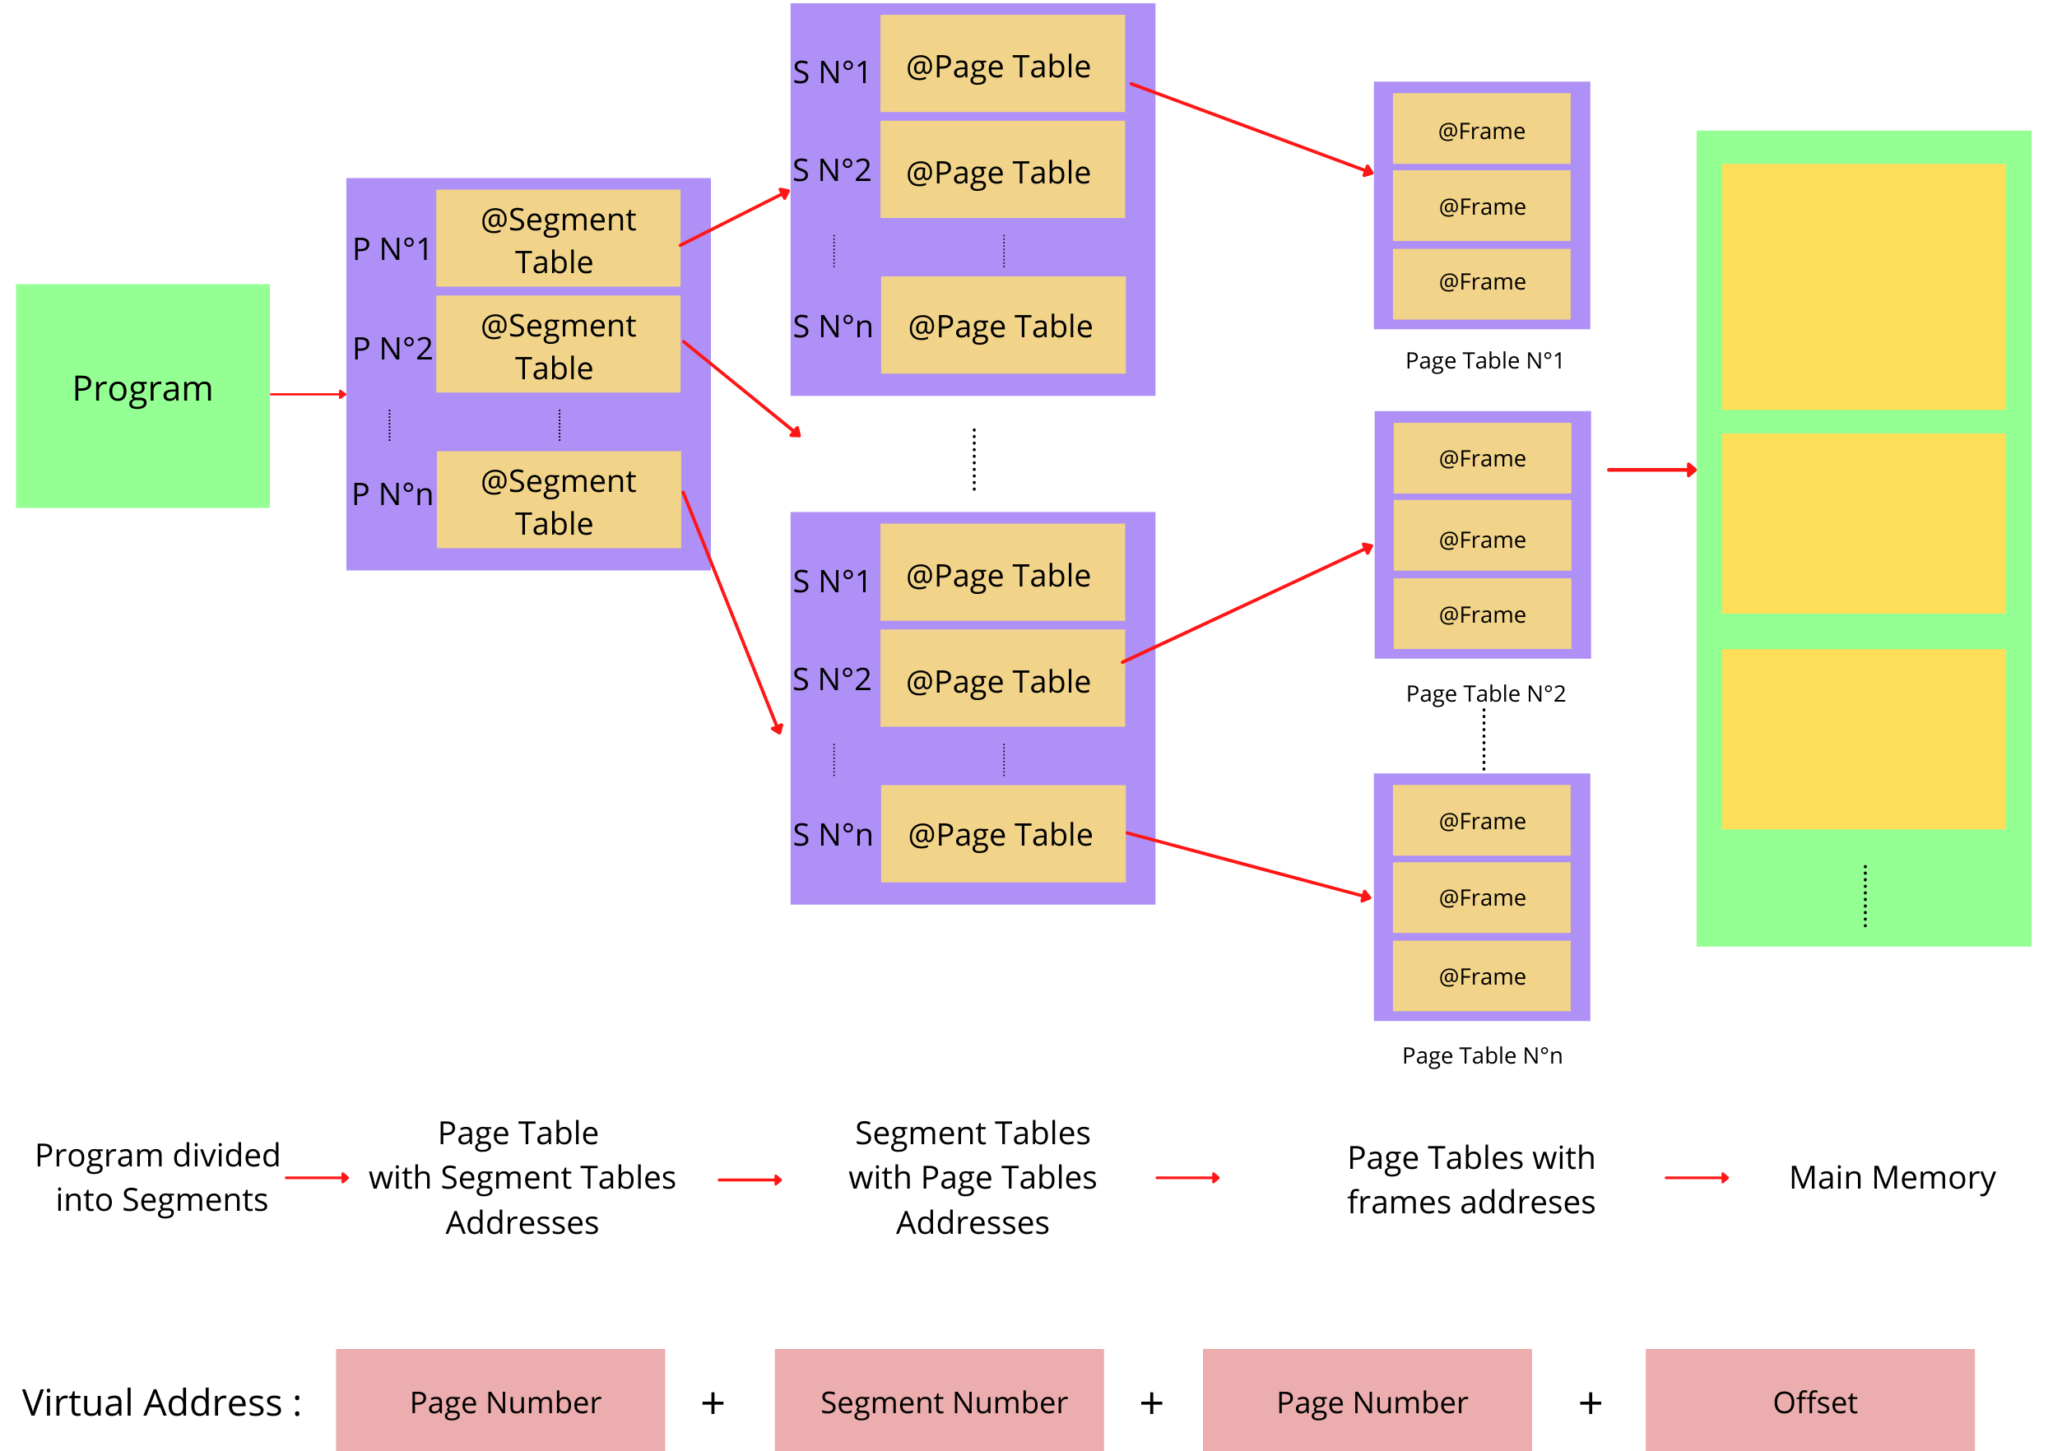 Program
P N°1
@Segment
Table
P N°2
@Segment
Table
P N°n
@Segment
Table
S N°1
@Page Table
S N°2
@Page Table
S N°n
@Page Table
S N°1
@Page Table
S N°2
@Page Table
S N°n
@Page Table
@Frame
@Frame
@Frame
Page Table N°1
@Frame
@Frame
@Frame
Page Table N°2
@Frame
@Frame
@Frame
Page Table N°n
Program divided
into Segments
Page Table
with Segment Tables
Addresses
Segment Tables
with Page Tables
Addresses
Page Tables with
frames addreses
Main Memory
Virtual Address : Page Number + Segment Number + Page Number + Offset